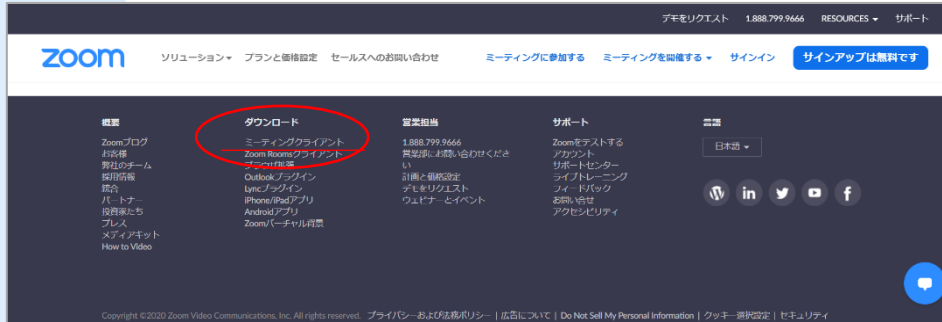 デモをリクエスト 1.888.799.9666 RESOURCES サポート
zoom ソリューション プランと価格設定 セールスへのお問い合わせ ミーティングに参加する ミーティングを開催する サインイン サインアップは無料です
概要
Zoomブログ
お客様
弊社のチーム
採用情報
統合
パートナー
投資家たち
プレス
メディアキット
How to Video
ダウンロード
ミーティングクライアント
Zoom Roomsクライアント
ブラウザ拡張
Outlookプラグイン
Lyncプラグイン
iPhone/iPadアプリ
Androidアプリ
Zoomバーチャル背景
営業担当
1.888.799.9666
営業部にお問い合わせくださ
い
計画と価格設定
デモをリクエスト
ウェビナーとイベント
サポート
Zoomをテストする
アカウント
サポートセンター
ライブトレーニング
フィードバック
お問い合せ
アクセシビリティ
言語
日本語
in
f
Copyright ©2020 Zoom Video Communications, Inc. All rights reserved. プライバシーおよび法務ポリシー | 広告について | Do Not Sell My Personal Information | クッキー選択設定 | セキュリティ